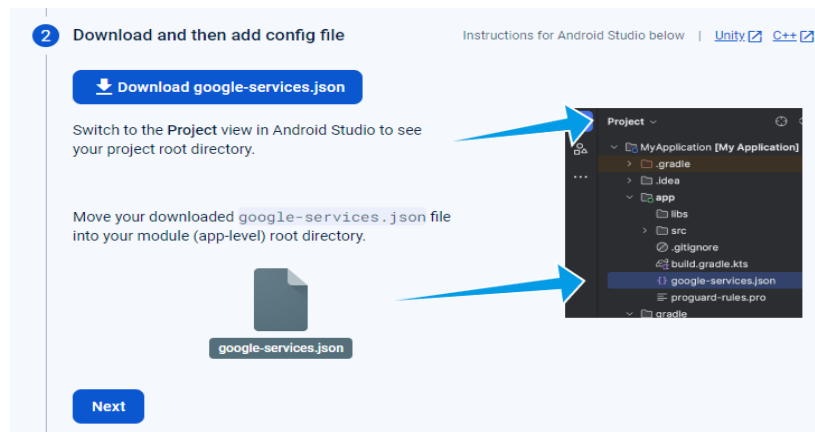 2 Download and then add config file
Instructions for Android Studio below | Unity C++
Download google-services.json
Switch to the Project view in Android Studio to see
your project root directory.
Move your downloaded google-services.json file
into your module (app-level) root directory.
google-services.json
Next
Project
MyApplication [My Application]
.gradle
.idea
app
libs
src
.gitignore
build.gradle.kts
google-services.json
proguard-rules.pro
gradle